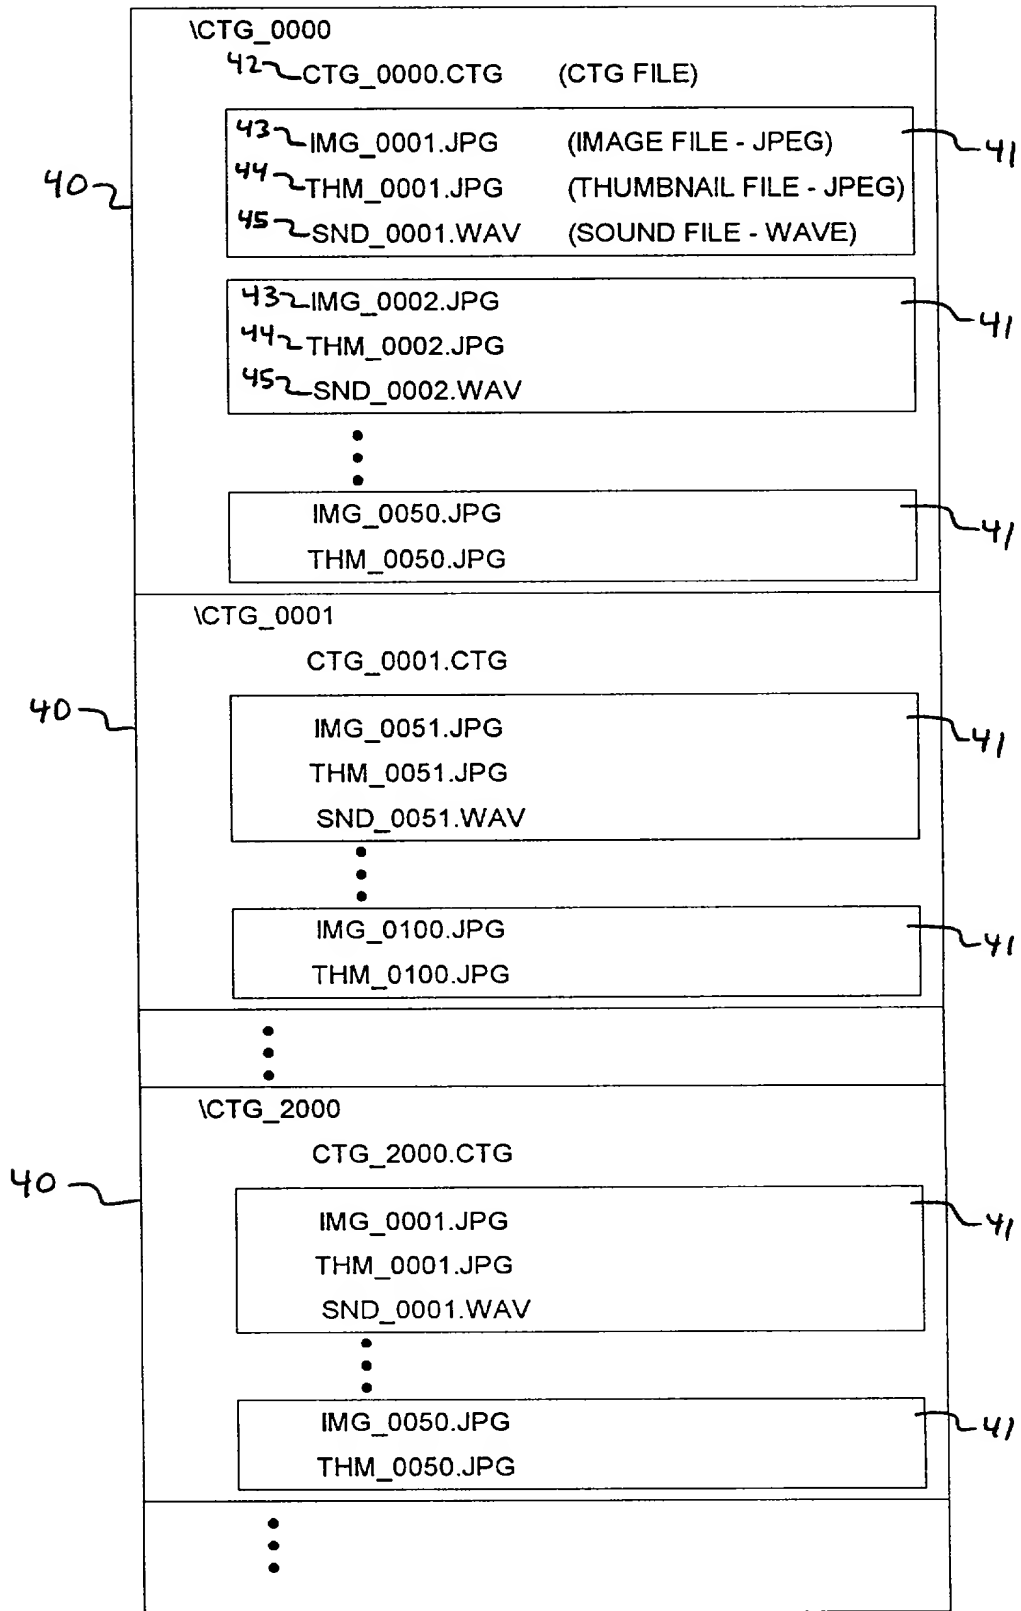 \CTG_0000
42 CTG_0000.CTG (CTG FILE)
43 IMG_0001.JPG (IMAGE FILE - JPEG) 41
40 44 THM_0001.JPG (THUMBNAIL FILE - JPEG)
45 SND_0001.WAV (SOUND FILE - WAVE)
43 IMG_0002.JPG 41
44 THM_0002.JPG
45 SND_0002.WAV
IMG_0050.JPG 41
THM_0050.JPG
\CTG_0001
CTG_0001.CTG
40 IMG_0051.JPG 41
THM_0051.JPG
SND_0051.WAV
IMG_0100.JPG 41
THM_0100.JPG
\CTG_2000
CTG_2000.CTG
40
IMG_0001.JPG 41
THM_0001.JPG
SND_0001.WAV
IMG_0050.JPG 41
THM_0050.JPG